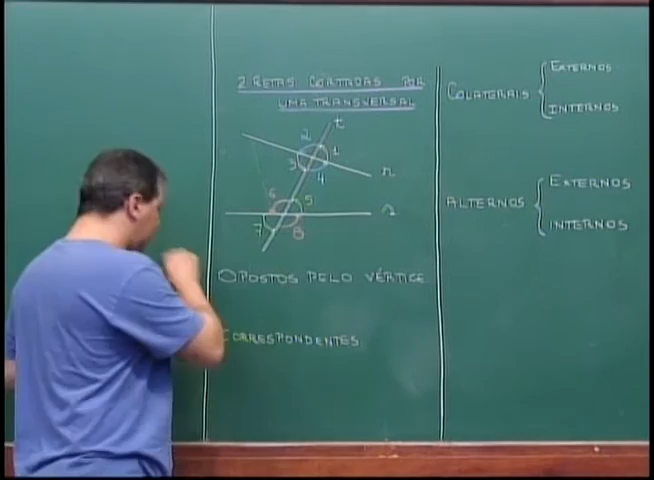 2 RETAS CORTADAS POR
UMA TRANSVERSAL
t
2
1
3
4
r
6
5
s
7
8
OPOSTOS PELO VÉRTICE
CORRESPONDENTES
COLATERAIS
EXTERNOS
INTERNOS
ALTERNOS
EXTERNOS
INTERNOS